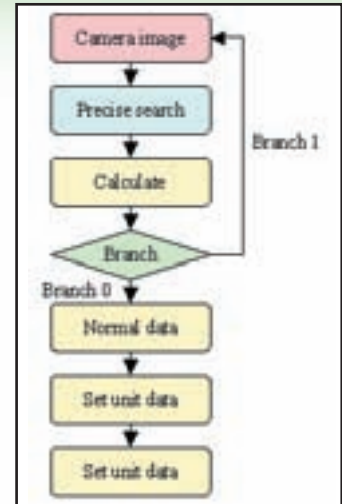 Camera image
Precise search
Branch 1
Calculate
Branch
Branch 0
Normal data
Set unit data
Set unit data